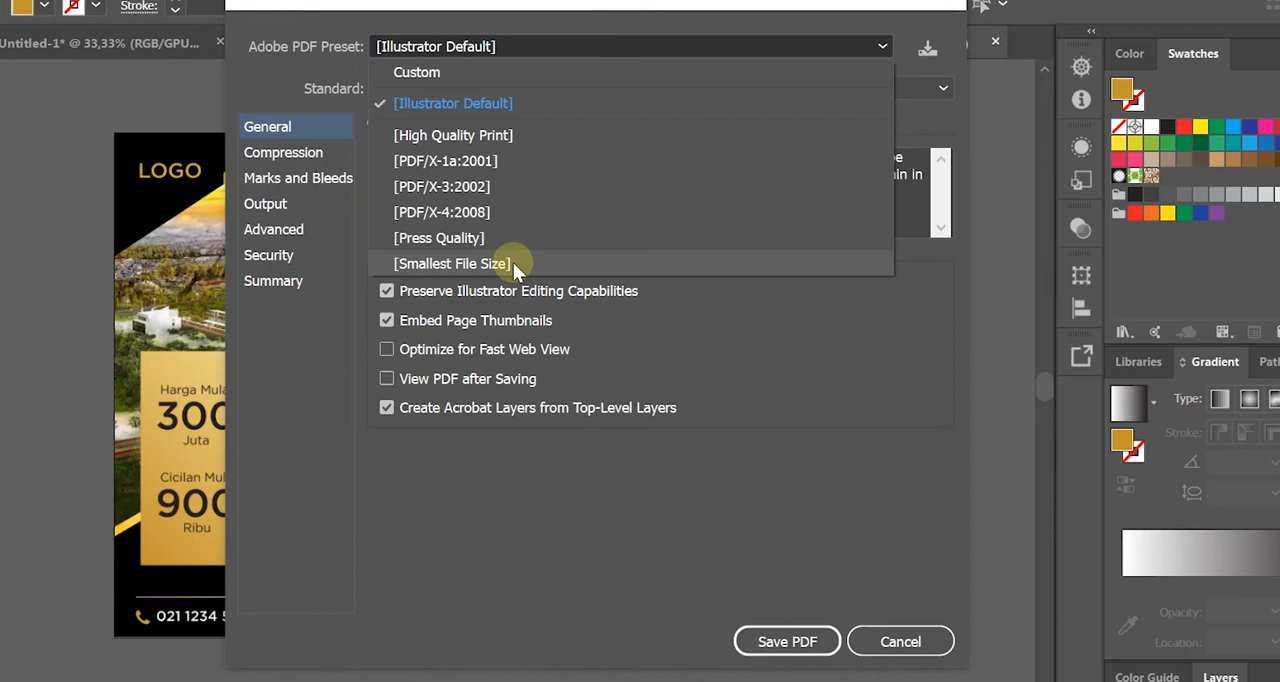 Stroke:
Untitled-1* @ 33,33% (RGB/GPU...
Adobe PDF Preset: [Illustrator Default]
Standard:
Custom
[Illustrator Default]
[High Quality Print]
[PDF/X-1a:2001]
[PDF/X-3:2002]
[PDF/X-4:2008]
[Press Quality]
[Smallest File Size]
General
Compression
Marks and Bleeds
Output
Advanced
Security
Summary
Preserve Illustrator Editing Capabilities
Embed Page Thumbnails
Optimize for Fast Web View
View PDF after Saving
Create Acrobat Layers from Top-Level Layers
Save PDF
Cancel
LOGO
Harga Mul
300
Juta
Cicilan Mul
900
Ribu
021 1234 5
Color
Swatches
Libraries
Gradient
Path
Type:
Stroke:
Opacity:
Location:
Color Guide
Layers